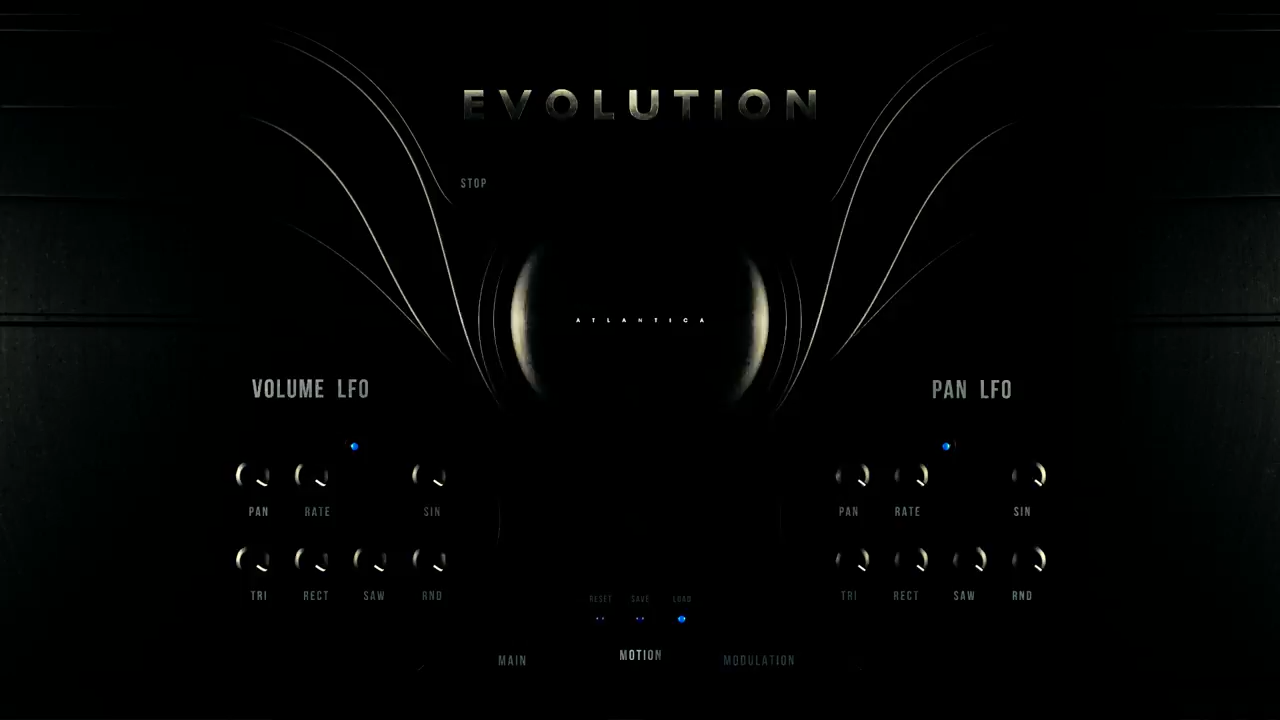 EVOLUTION
STOP
ATLANTICA
VOLUME LFO
PAN LFO
PAN RATE SIN
PAN RATE SIN
TRI RECT SAW RND
TRI RECT SAW RND
RESET SAVE LOAD
MAIN MOTION MODULATION